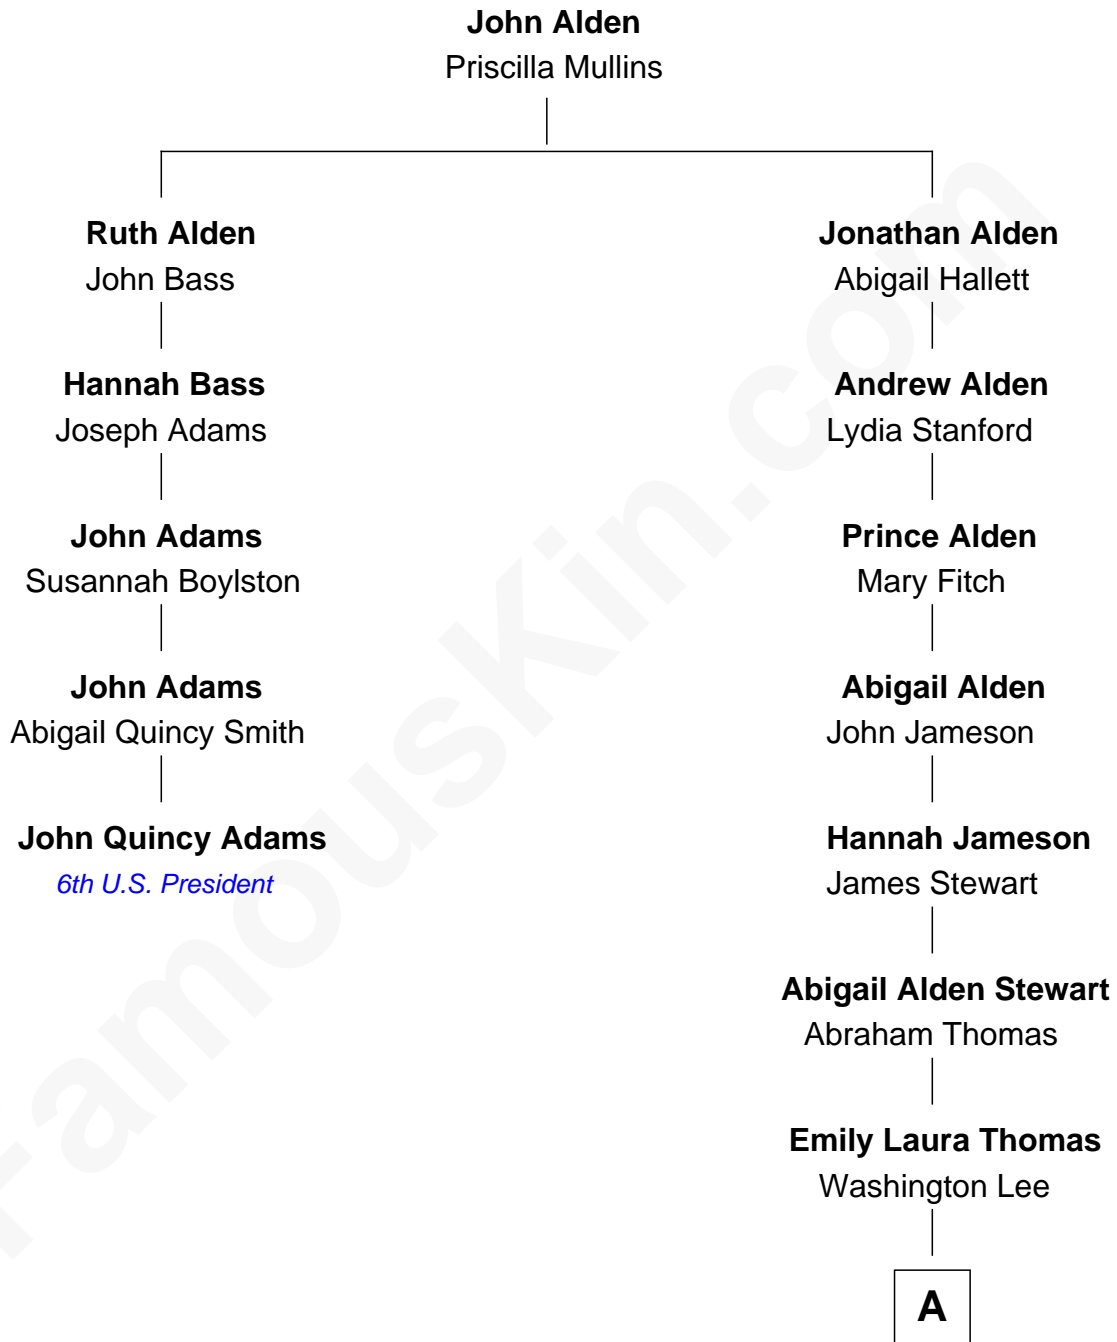 John Alden
Priscilla Mullins
Ruth Alden
John Bass
Hannah Bass
Joseph Adams
John Adams
Susannah Boylston
John Adams
Abigail Quincy Smith
John Quincy Adams
6th U.S. President
Jonathan Alden
Abigail Hallett
Andrew Alden
Lydia Stanford
Prince Alden
Mary Fitch
Abigail Alden
John Jameson
Hannah Jameson
James Stewart
Abigail Alden Stewart
Abraham Thomas
Emily Laura Thomas
Washington Lee
A
FamousKin.com